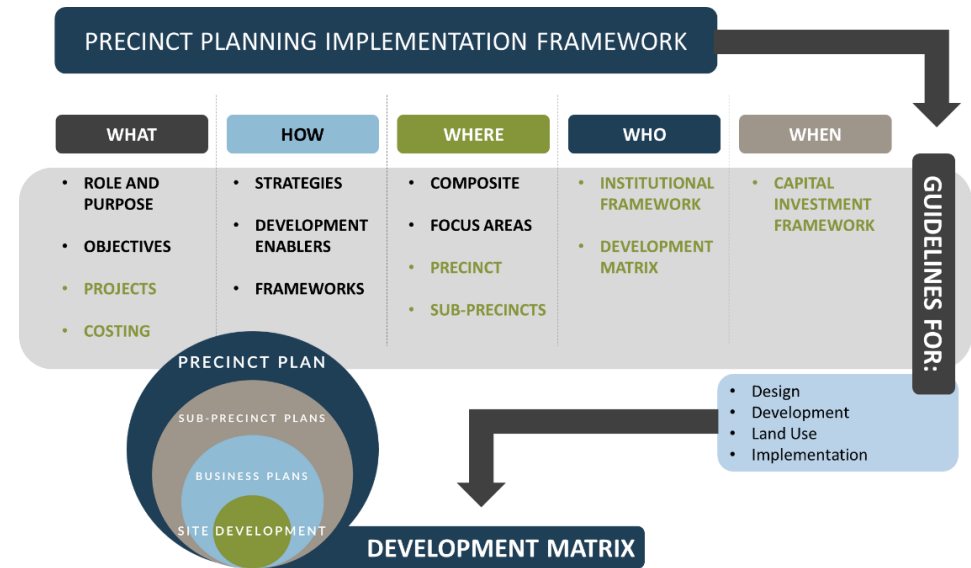 PRECINCT PLANNING IMPLEMENTATION FRAMEWORK
WHAT
• ROLE AND
PURPOSE
• OBJECTIVES
• PROJECTS
• COSTING
HOW
• STRATEGIES
• DEVELOPMENT
ENABLERS
• FRAMEWORKS
WHERE
• COMPOSITE
• FOCUS AREAS
• PRECINCT
• SUB-PRECINCTS
WHO
• INSTITUTIONAL
FRAMEWORK
• DEVELOPMENT
MATRIX
WHEN
• CAPITAL
INVESTMENT
FRAMEWORK
GUIDELINES FOR:
• Design
• Development
• Land Use
• Implementation
PRECINCT PLAN
SUB-PRECINCT PLANS
BUSINESS PLANS
SITE DEVELOPMENT
DEVELOPMENT MATRIX